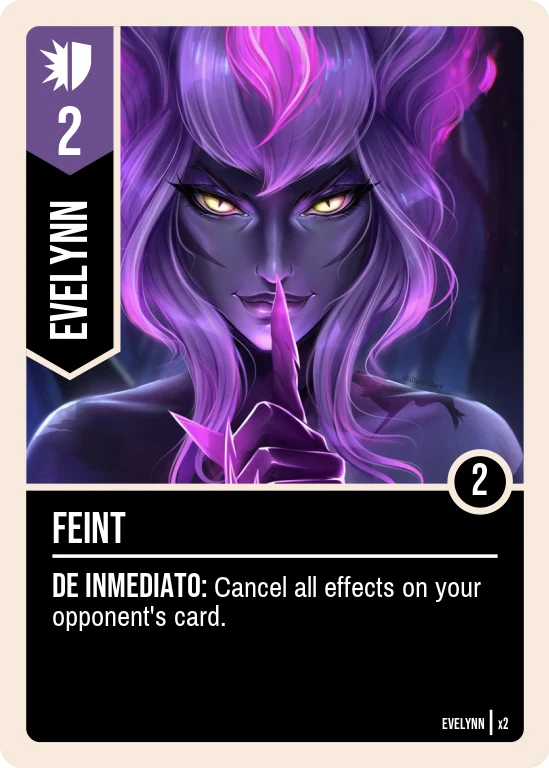 2
EVELYNN
2
FEINT
DE INMEDIATO: Cancel all effects on your
opponent's card.
EVELYNN | x2